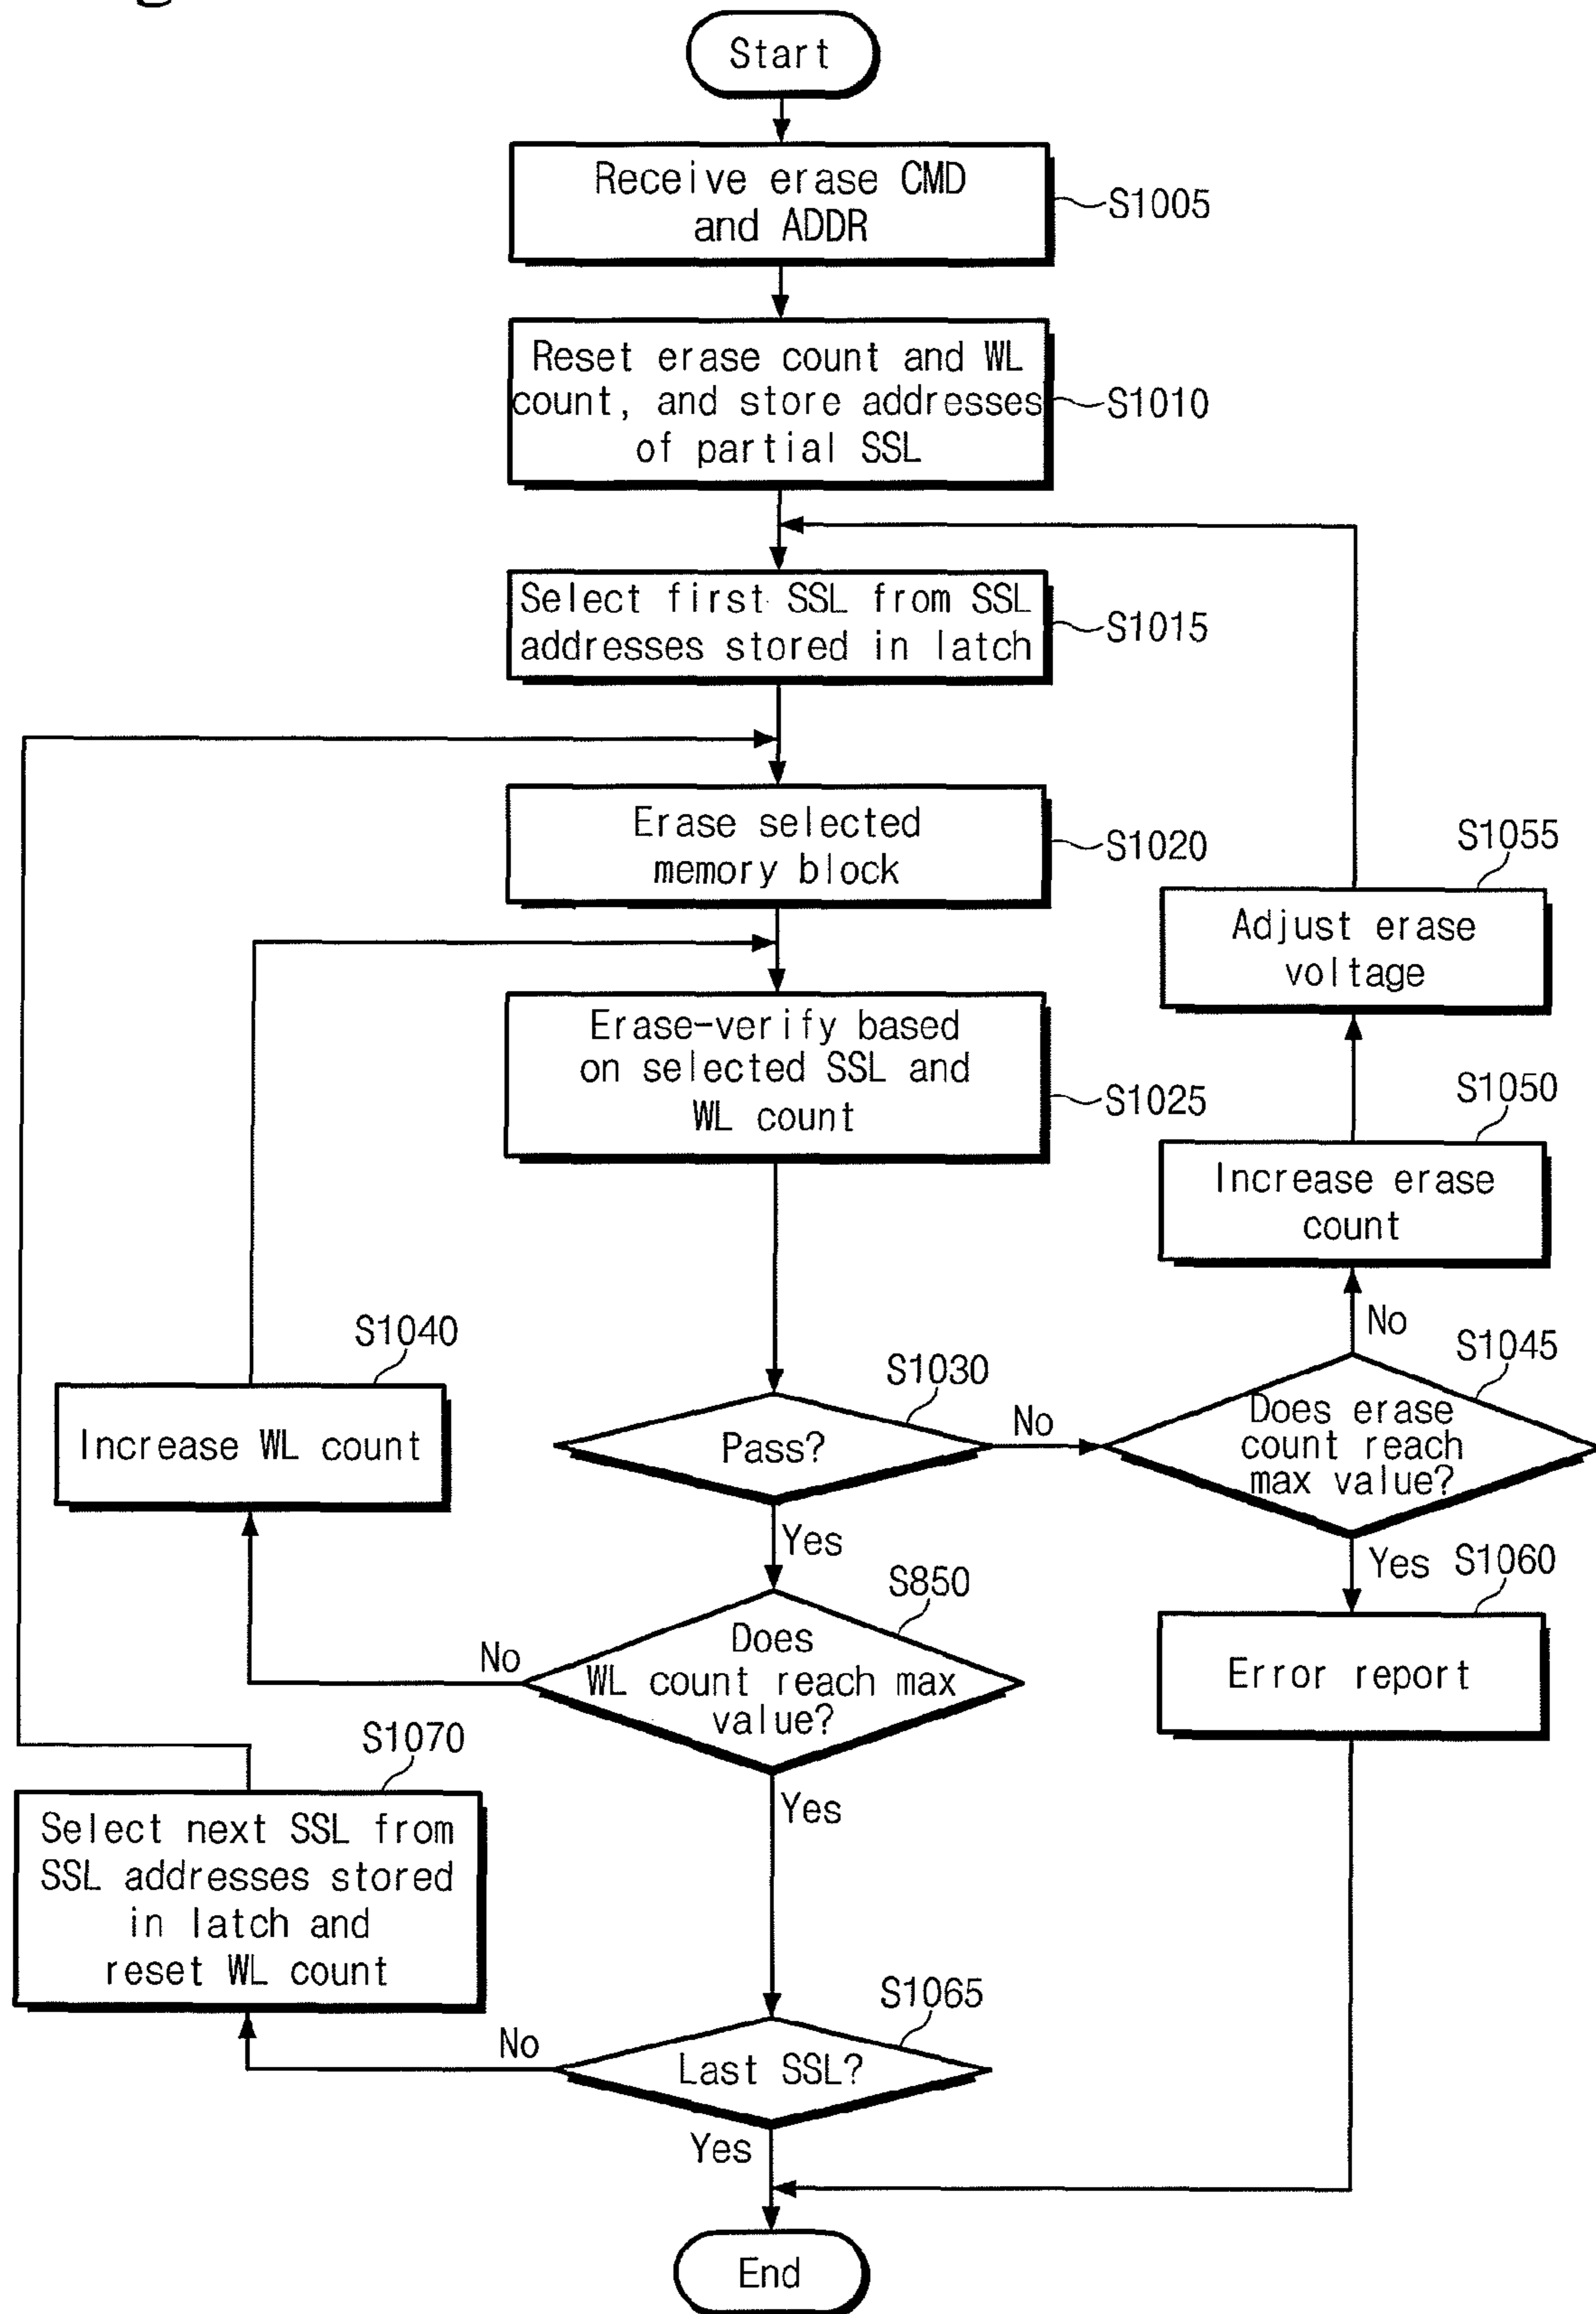 Start
Receive erase CMD
and ADDR
S1005
Reset erase count and WL
count, and store addresses
of partial SSL
S1010
Select first SSL from SSL
addresses stored in latch
S1015
Erase selected
memory block
S1020
S1055
Adjust erase
voltage
Erase-verify based
on selected SSL and
WL count
S1025
S1050
Increase erase
count
No
S1040
Increase WL count
S1030
Pass?
No
S1045
Does erase
count reach
max value?
Yes
Yes
S1060
Error report
S850
Does
WL count reach max
value?
No
Yes
S1070
Select next SSL from
SSL addresses stored
in latch and
reset WL count
S1065
Last SSL?
No
Yes
End